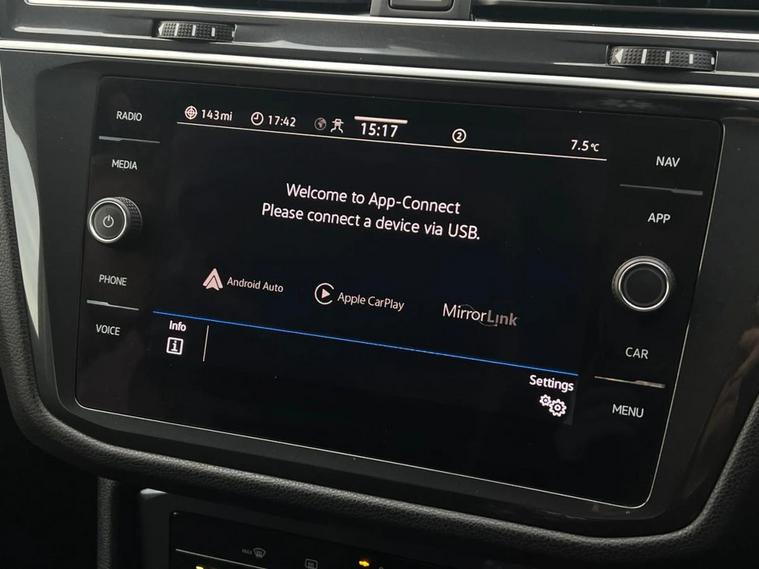 RADIO
MEDIA
PHONE
VOICE
143mi 17:42 15:17 2 7.5°C
Welcome to App-Connect
Please connect a device via USB.
Android Auto Apple CarPlay MirrorLink
Info
i
Settings
NAV
APP
CAR
MENU
MAX